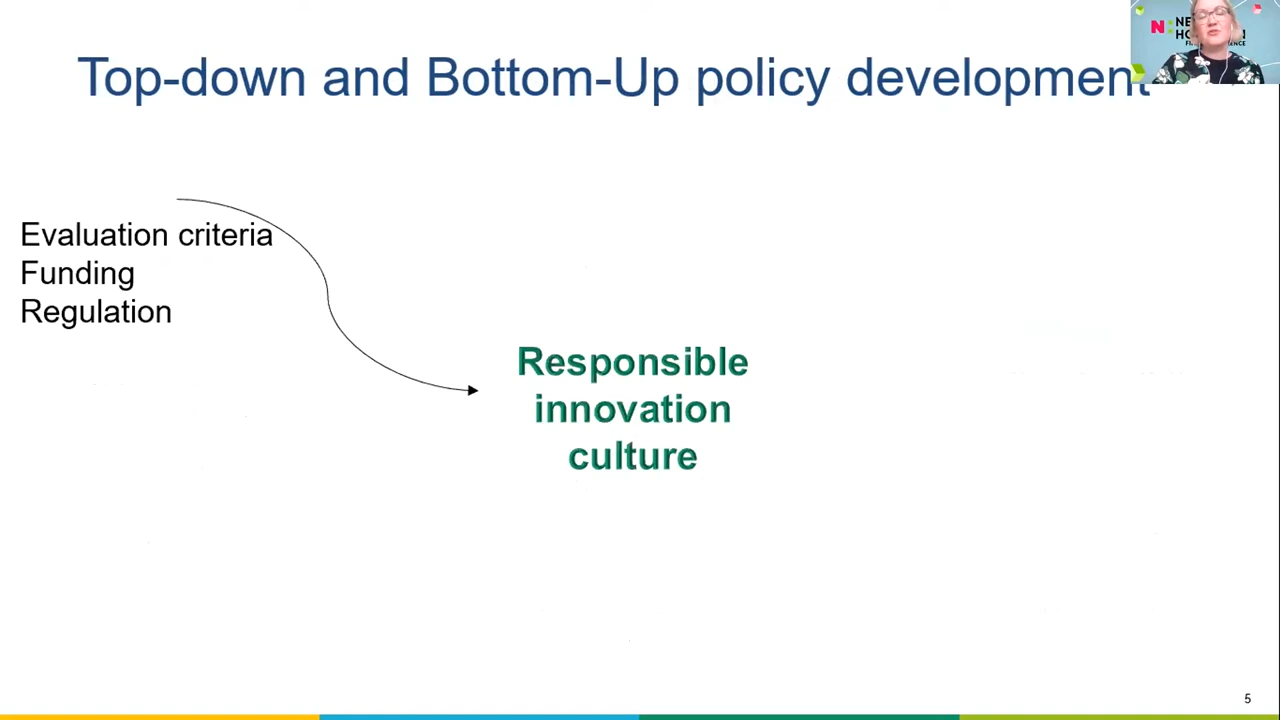 Top-down and Bottom-Up policy development
Evaluation criteria
Funding
Regulation
Responsible
innovation
culture
5